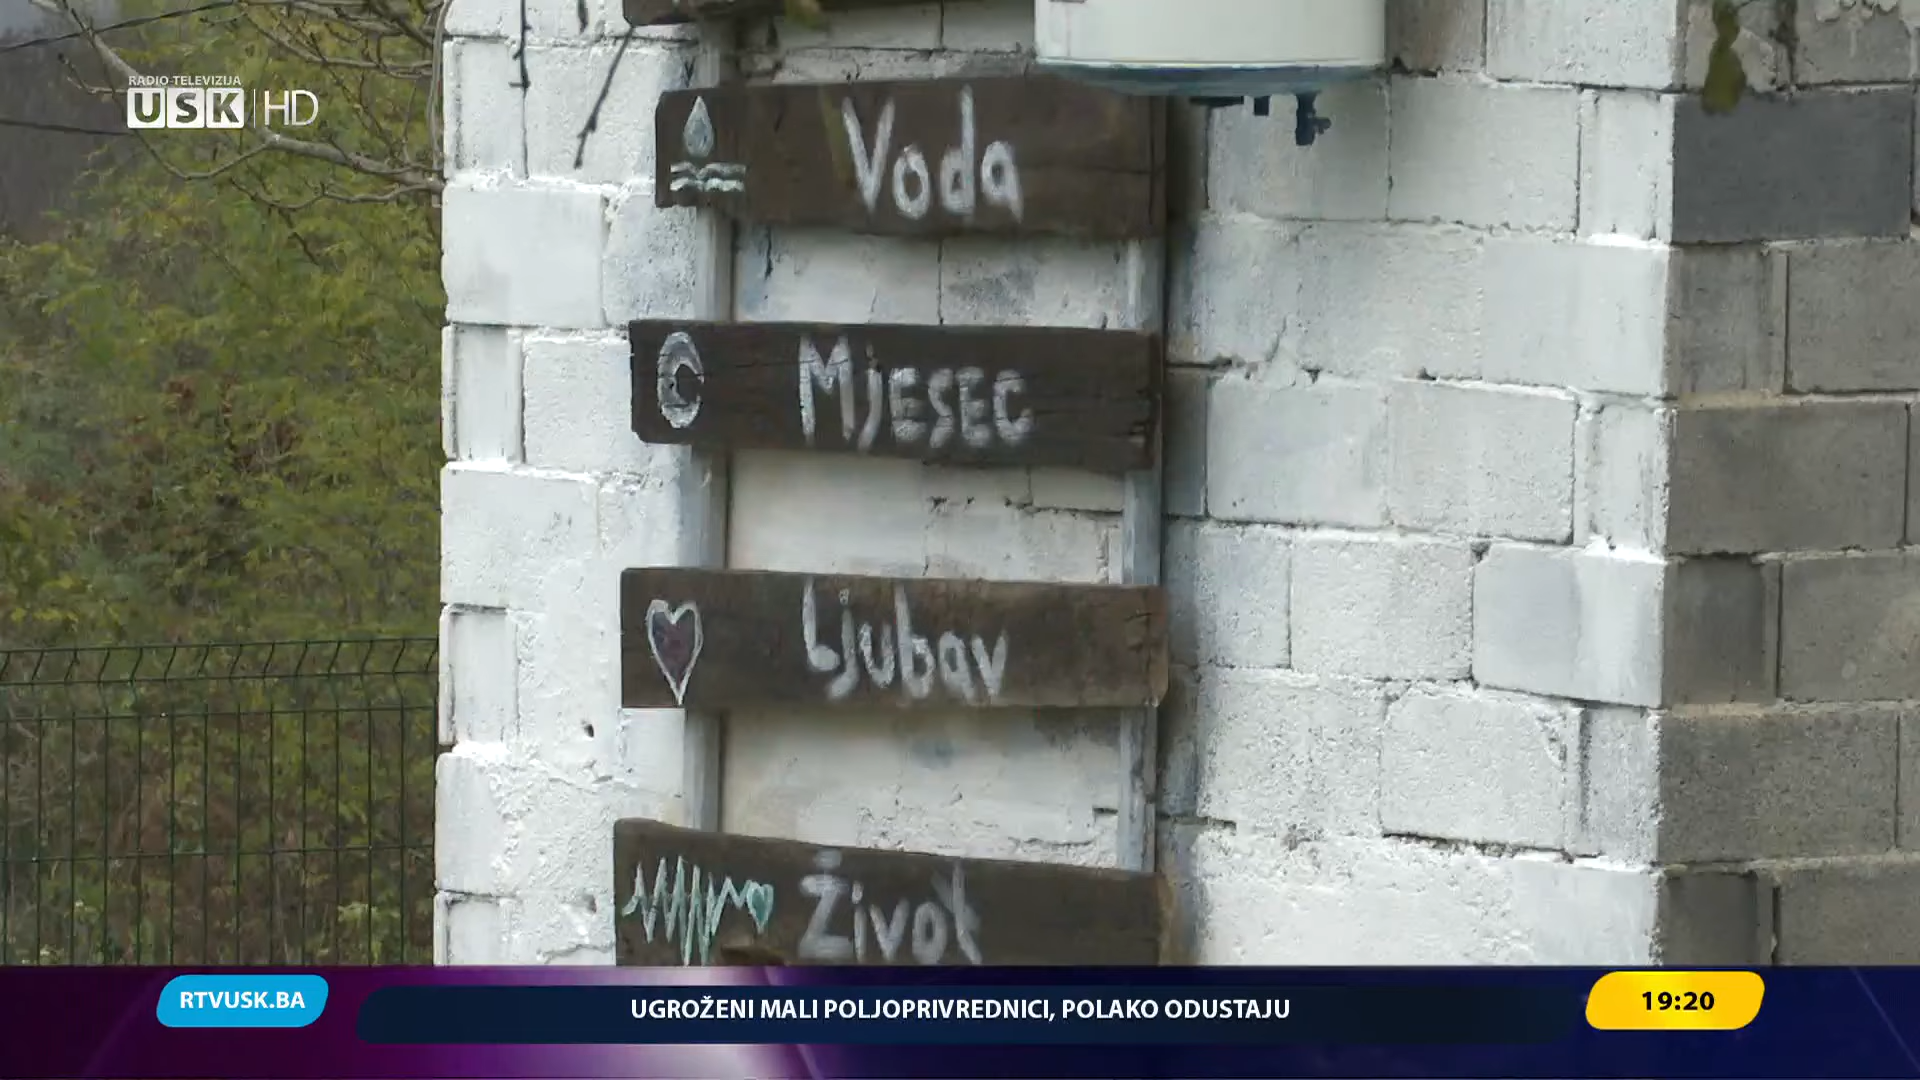 RADIO TELEVIZIJA
USK HD
Voda
Mjesec
Ljubav
Život
RTVUSK.BA
UGROŽENI MALI POLJOPRIVREDNICI, POLAKO ODUSTAJU
19:20